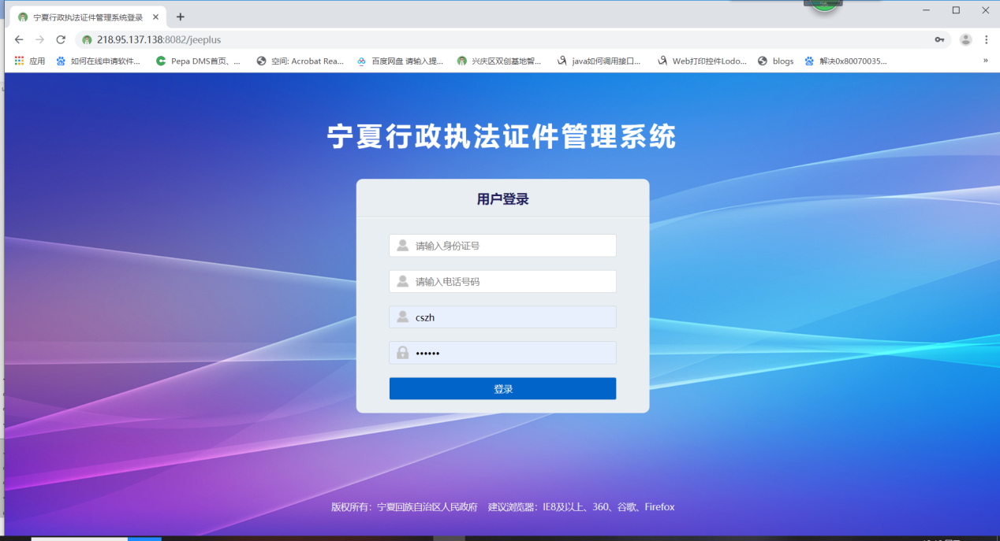 宁夏行政执法证件管理系统登录
218.95.137.138:8082/jeeplus
应用 如何在线申请软件... Pepa DMS首页、... 空间: Acrobat Rea... 百度网盘 请输入提... 兴庆区双创基地智... java如何调用接口... Web打印控件Lodo... blogs 解决0x80070035... »
宁夏行政执法证件管理系统
用户登录
请输入身份证号
请输入电话号码
cszh
••••••
登录
版权所有：宁夏回族自治区人民政府 建议浏览器：IE8及以上、360、谷歌、Firefox